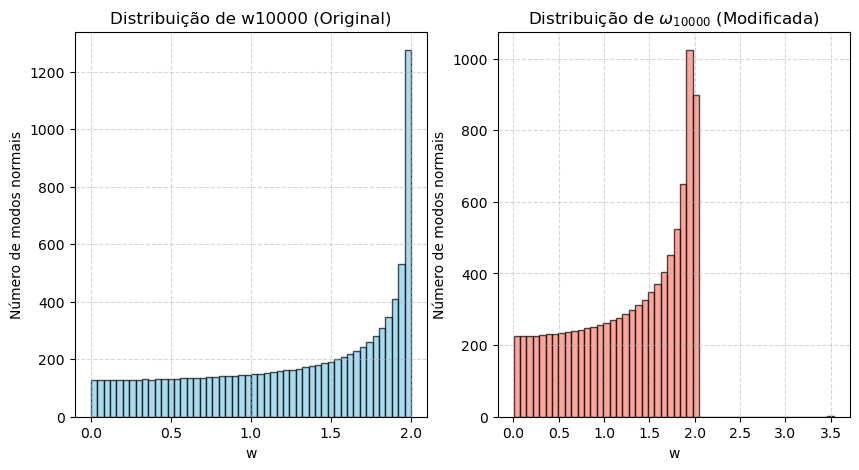 Distribuição de w10000 (Original)
Número de modos normais
1200
1000
800
600
400
200
0
0.0 0.5 1.0 1.5 2.0
w
Distribuição de ω₁₀₀₀₀ (Modificada)
Número de modos normais
1000
800
600
400
200
0
0.0 0.5 1.0 1.5 2.0 2.5 3.0 3.5
w